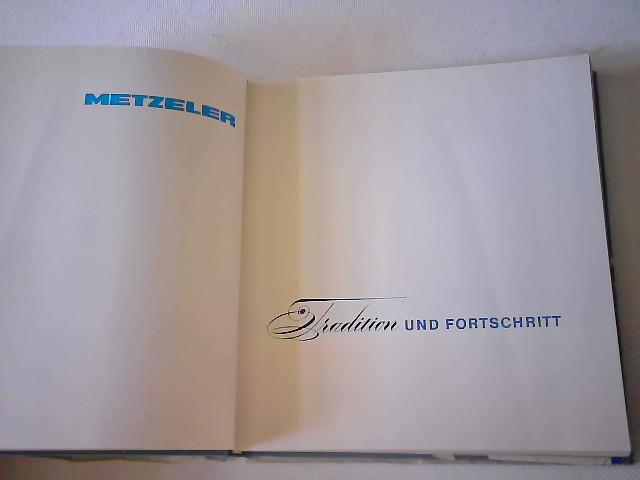 METZELER
Tradition UND FORTSCHRITT